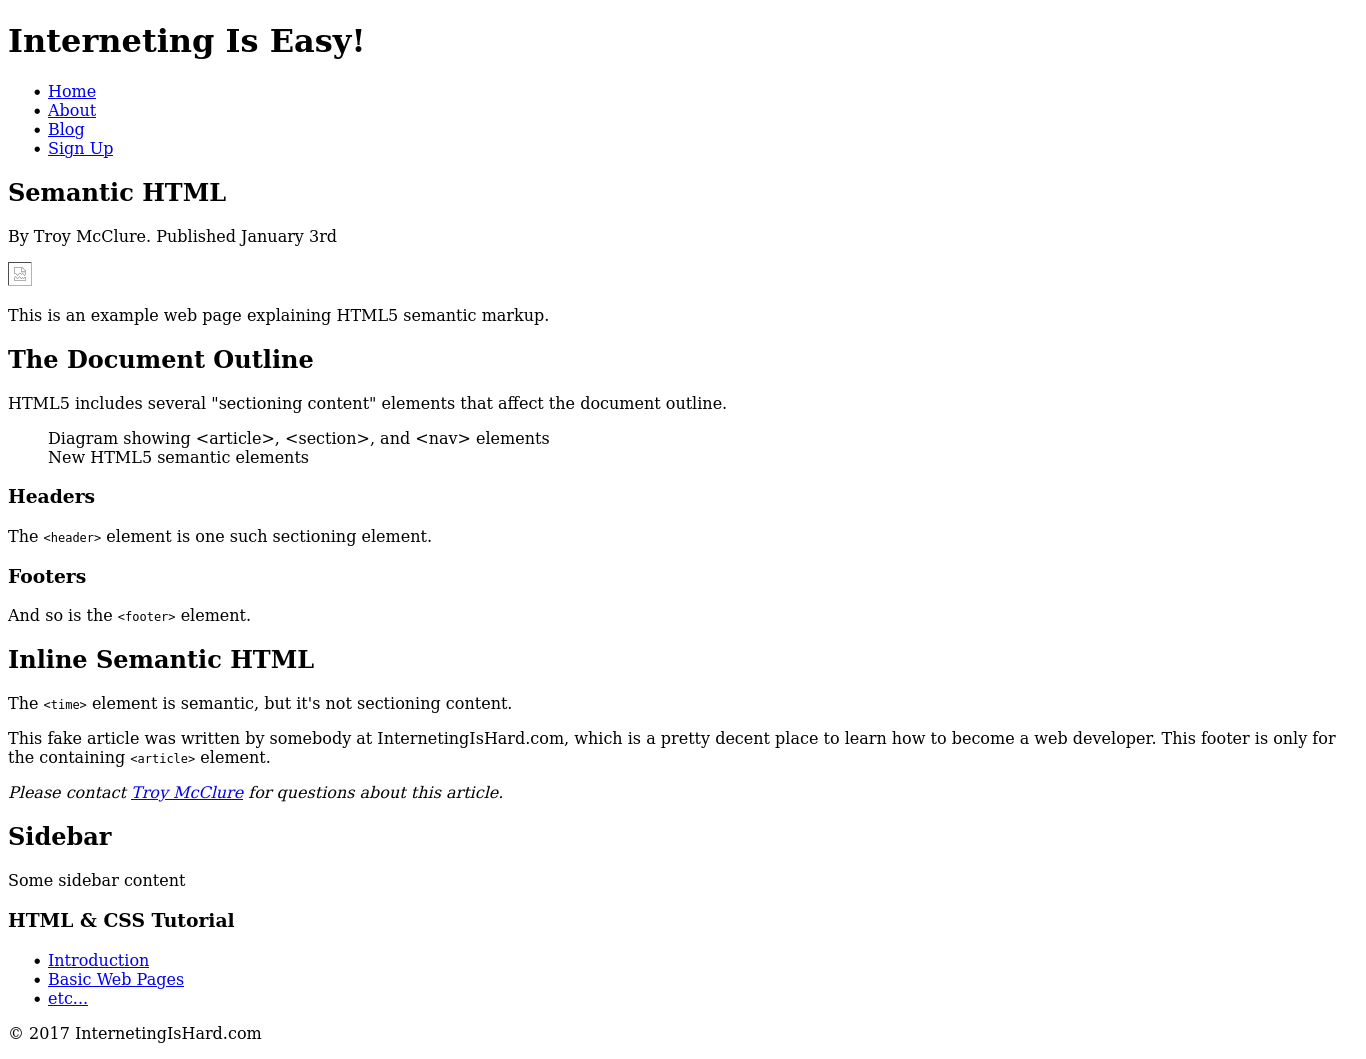 Interneting Is Easy!
Home
About
Blog
Sign Up
Semantic HTML
By Troy McClure. Published January 3rd
This is an example web page explaining HTML5 semantic markup.
The Document Outline
HTML5 includes several "sectioning content" elements that affect the document outline.
Diagram showing <article>, <section>, and <nav> elements
New HTML5 semantic elements
Headers
The <header> element is one such sectioning element.
Footers
And so is the <footer> element.
Inline Semantic HTML
The <time> element is semantic, but it's not sectioning content.
This fake article was written by somebody at InternetingIsHard.com, which is a pretty decent place to learn how to become a web developer. This footer is only for
the containing <article> element.
Please contact Troy McClure for questions about this article.
Sidebar
Some sidebar content
HTML & CSS Tutorial
Introduction
Basic Web Pages
etc...
© 2017 InternetingIsHard.com